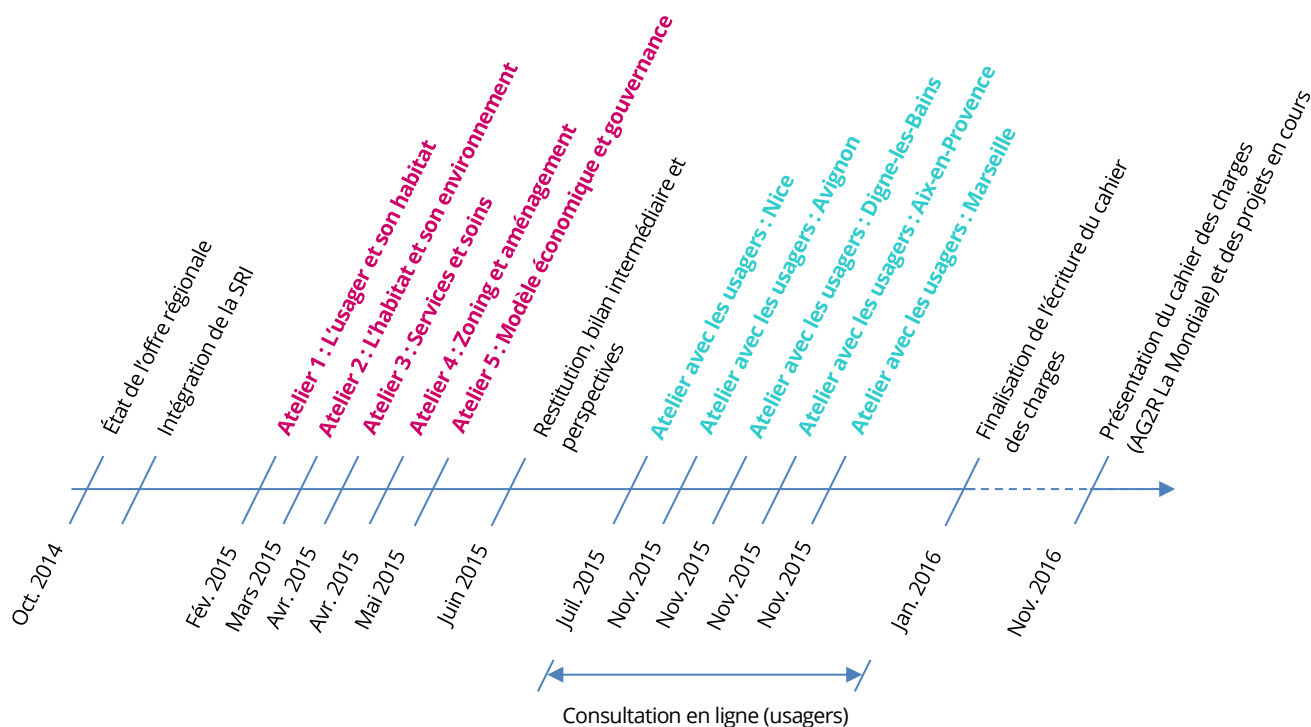 État de l'offre régionale
Intégration de la SRI
Atelier 1 : L'usager et son habitat
Atelier 2 : L'habitat et son environnement
Atelier 3 : Services et soins
Atelier 4 : Zoning et aménagement
Atelier 5 : Modèle économique et gouvernance
Restitution, bilan intermédiaire et
perspectives
Atelier avec les usagers : Nice
Atelier avec les usagers : Avignon
Atelier avec les usagers : Digne-les-Bains
Atelier avec les usagers : Aix-en-Provence
Atelier avec les usagers : Marseille
Finalisation de l'écriture du cahier
des charges
Présentation du cahier des charges
(AG2R La Mondiale) et des projets en cours
Oct. 2014
Fév. 2015
Mars 2015
Avr. 2015
Avr. 2015
Mai 2015
Juin 2015
Juil. 2015
Nov. 2015
Nov. 2015
Nov. 2015
Nov. 2015
Jan. 2016
Nov. 2016
Consultation en ligne (usagers)